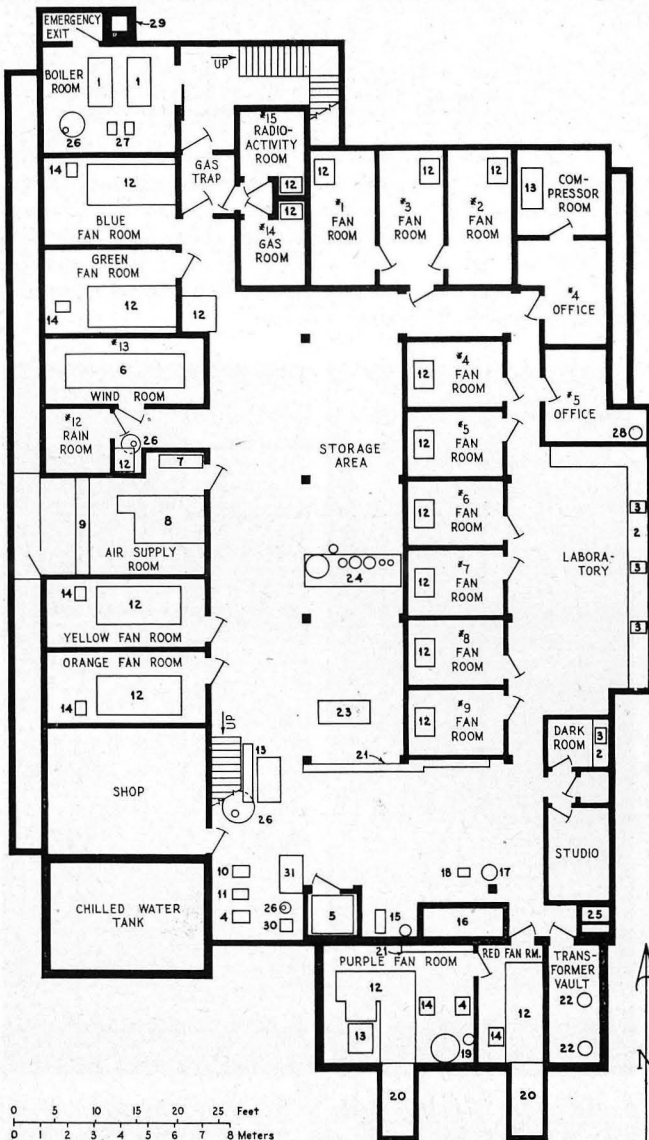 EMERGENCY
EXIT
29
BOILER
ROOM
1
1
UP
26
27
#15
RADIO-
ACTIVITY
ROOM
12
GAS
TRAP
14
12
BLUE
FAN ROOM
12
#14
GAS
ROOM
12
#1
FAN
ROOM
12
#3
FAN
ROOM
12
#2
FAN
ROOM
13
COM-
PRESSOR
ROOM
GREEN
FAN ROOM
14
12
12
#4
OFFICE
#13
6
WIND ROOM
12
#4
FAN
ROOM
#5
OFFICE
28
#12
RAIN
ROOM
26
12
7
STORAGE
AREA
12
#5
FAN
ROOM
9
8
AIR SUPPLY
ROOM
12
#6
FAN
ROOM
3
2
LABORA-
TORY
3
3
24
12
#7
FAN
ROOM
14
12
YELLOW FAN ROOM
12
#8
FAN
ROOM
ORANGE FAN ROOM
14
12
23
12
#9
FAN
ROOM
UP
13
21
DARK
ROOM
3
2
SHOP
26
STUDIO
10
11
4
31
18
17
CHILLED WATER
TANK
26
30
5
15
16
25
21
PURPLE FAN ROOM
RED FAN RM.
TRANS-
FORMER
VAULT
12
14
4
12
22
13
19
14
22
20
20
N
0 5 10 15 20 25 Feet
0 1 2 3 4 5 6 7 8 Meters